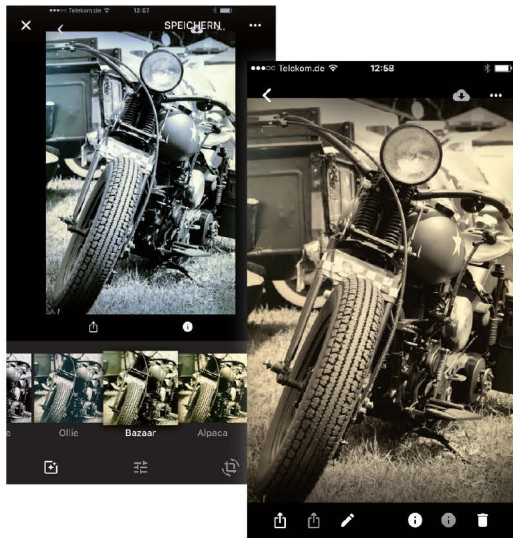 Telekom.de 12:57
SPEICHERN..
Ollie
Bazaar
Alpaca
Telekom.de 12:58